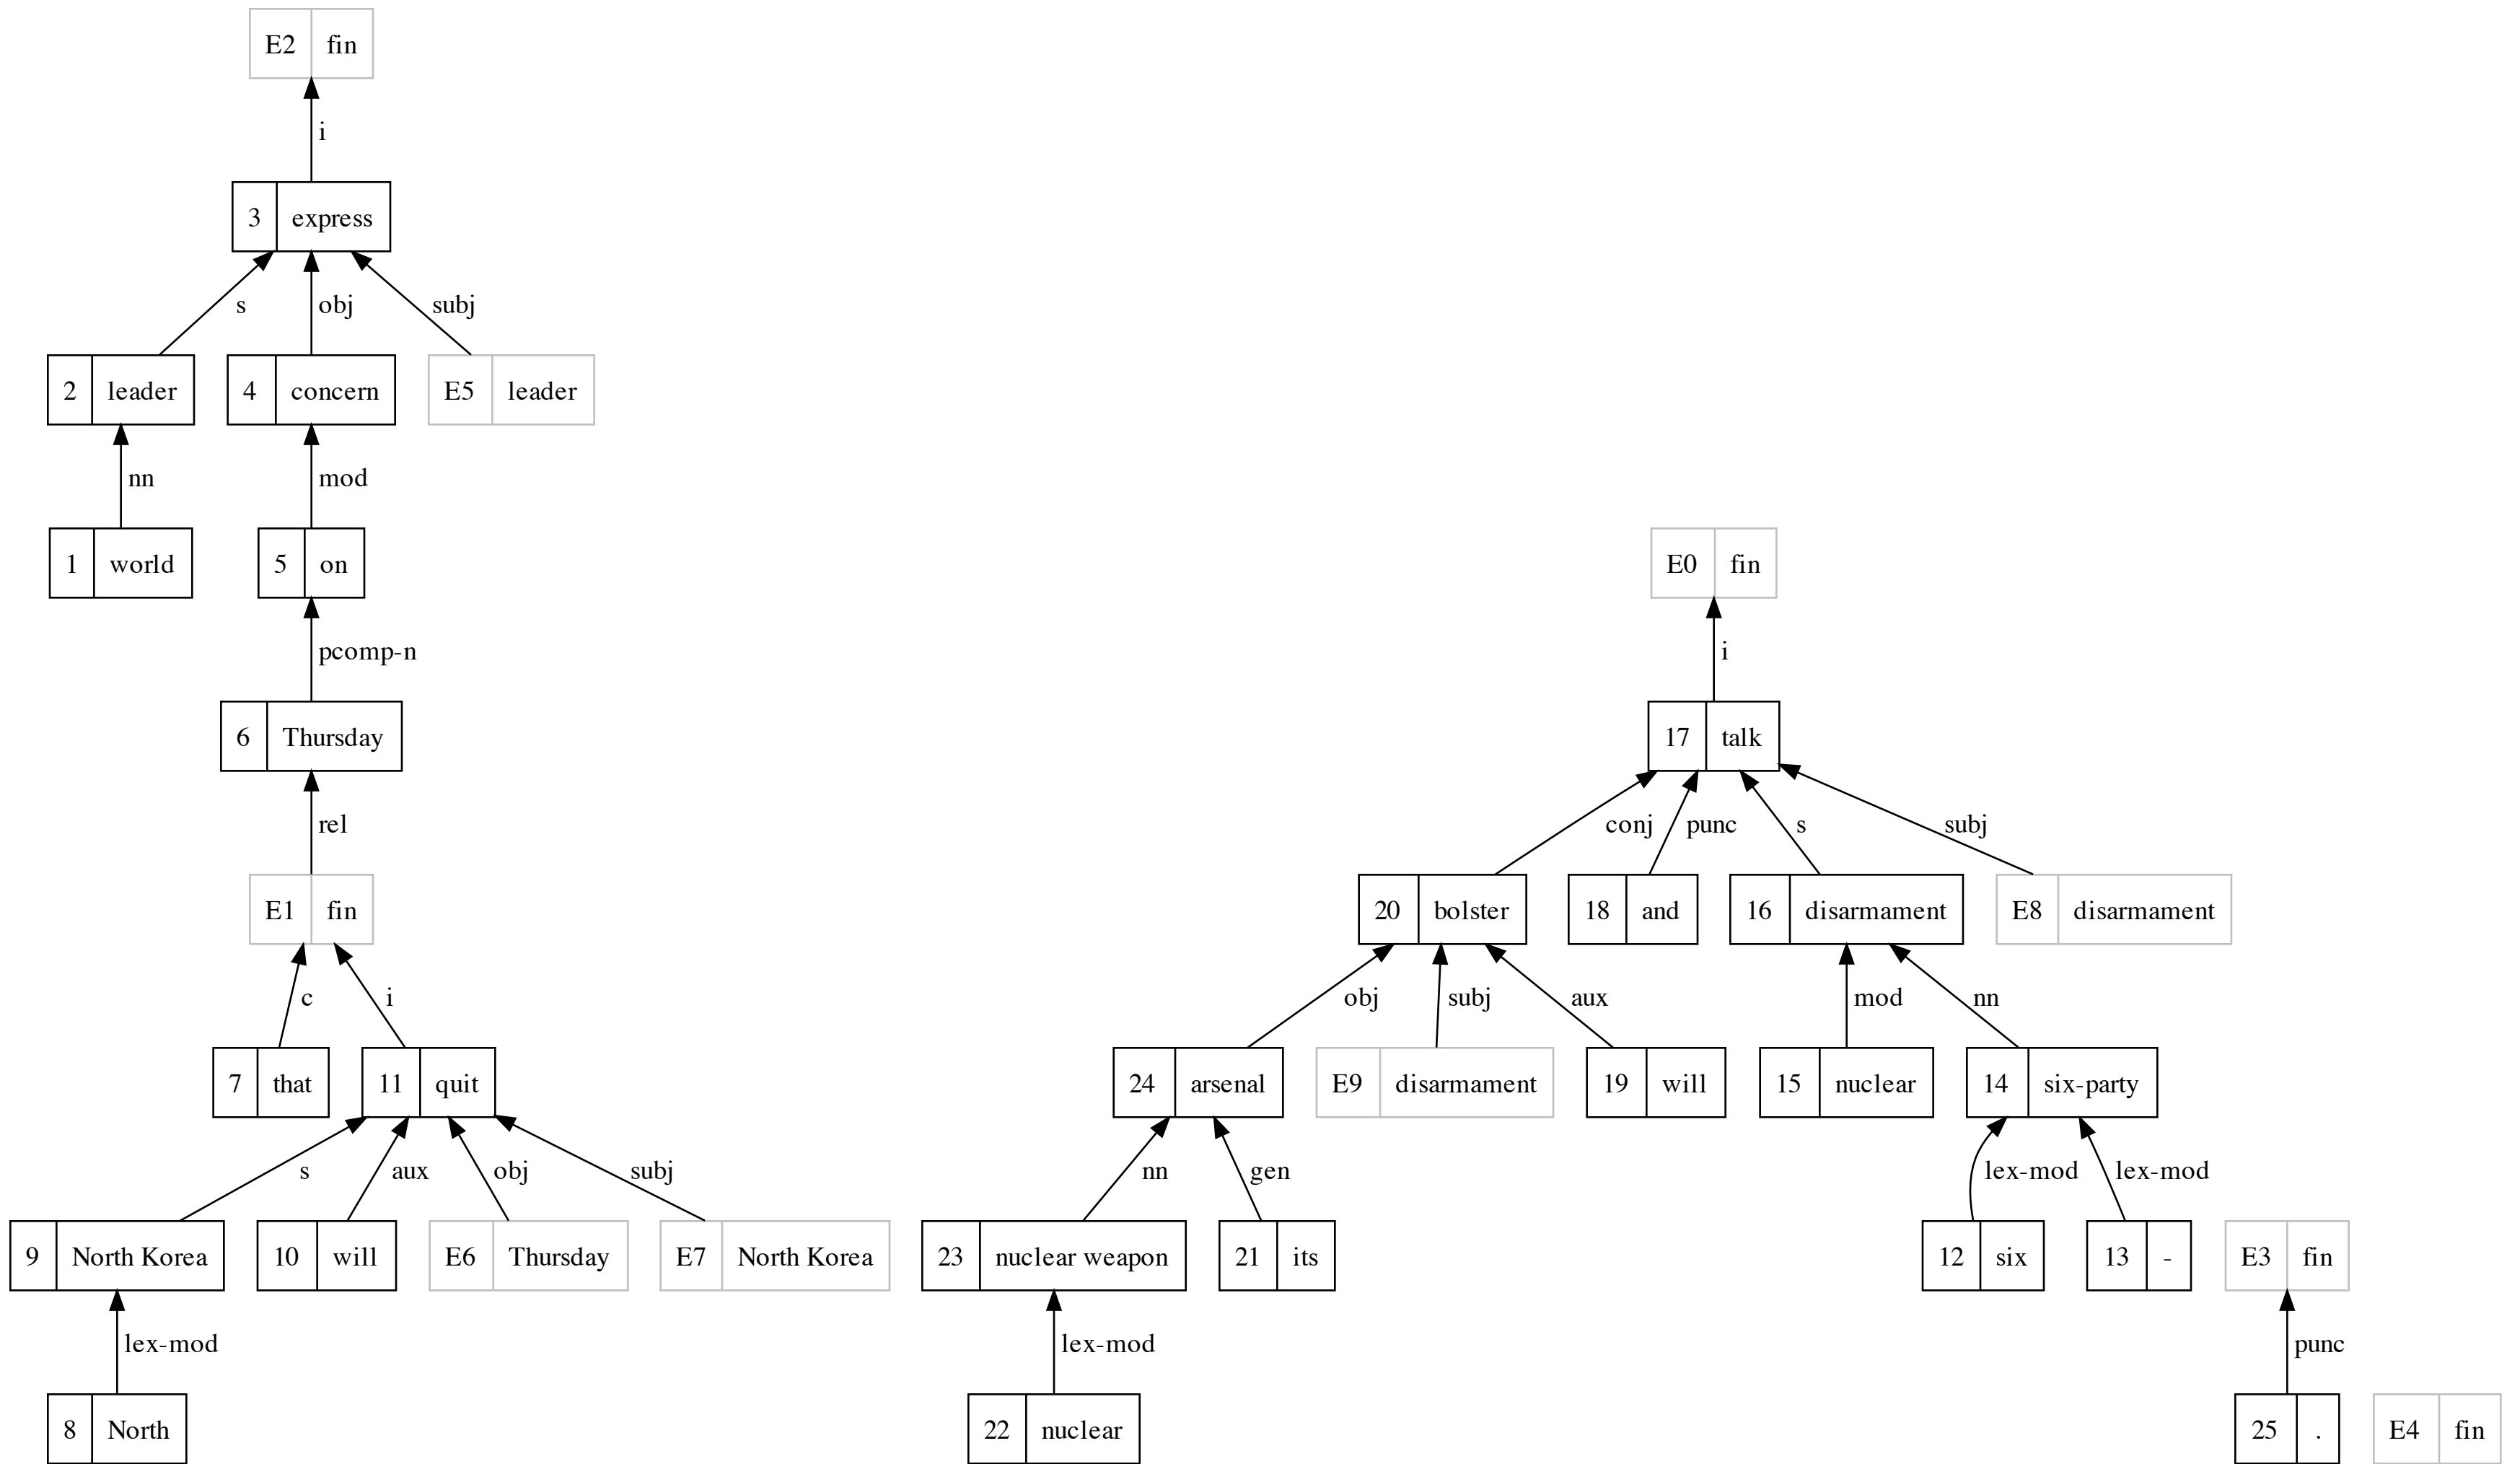 E2 fin
i
3 express
s obj subj
2 leader 4 concern E5 leader
nn mod
1 world 5 on E0 fin
pcomp-n i
6 Thursday 17 talk
rel conj punc s subj
E1 fin 20 bolster 18 and 16 disarmament E8 disarmament
c i obj subj aux mod nn
7 that 11 quit 24 arsenal E9 disarmament 19 will 15 nuclear 14 six-party
s aux obj subj nn gen lex-mod lex-mod
9 North Korea 10 will E6 Thursday E7 North Korea 23 nuclear weapon 21 its 12 six 13 - E3 fin
lex-mod lex-mod punc
8 North 22 nuclear 25 . E4 fin